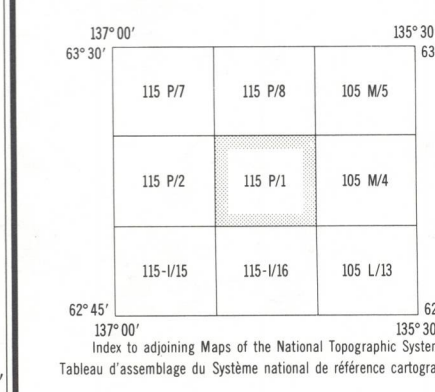 137° 00' 135° 30
63° 30' 63
115 P/7 115 P/8 105 M/5
115 P/2 115 P/1 105 M/4
115-I/15 115-I/16 105 L/13
62° 45' 62
137° 00' 135° 30
Index to adjoining Maps of the National Topographic System
Tableau d'assemblage du Système national de référence cartogra